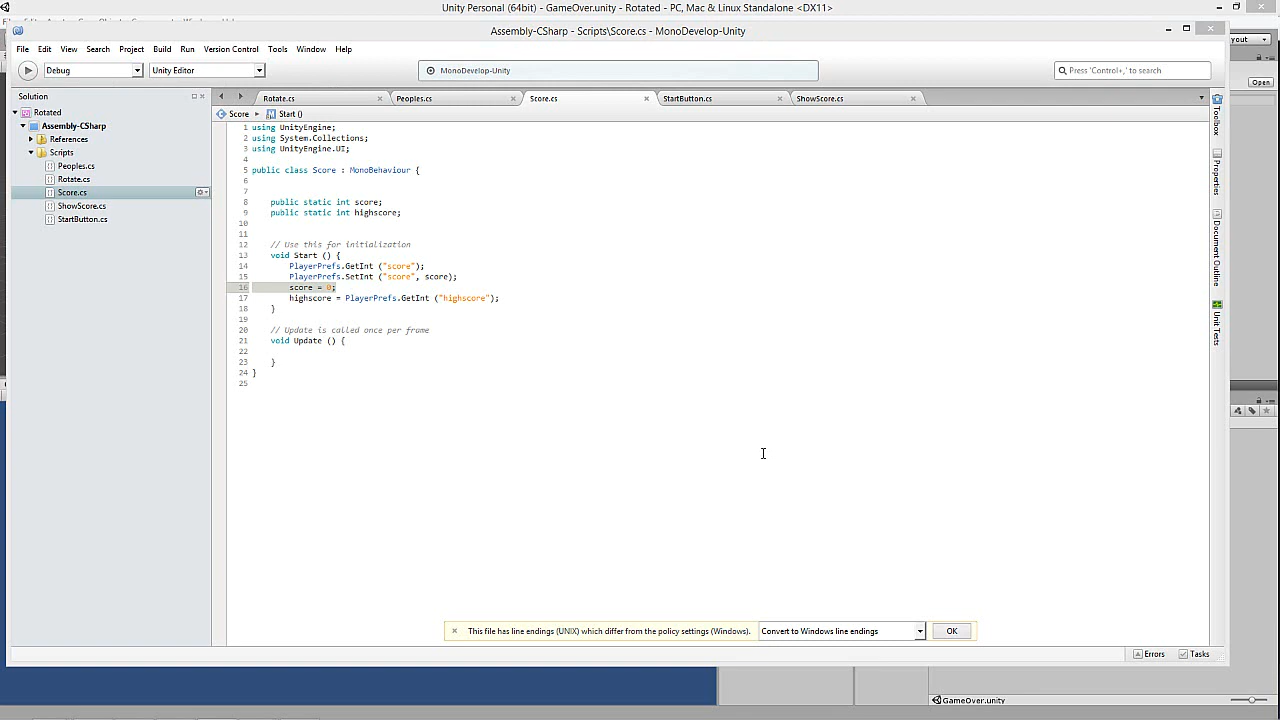 Unity Personal (64bit) - GameOver.unity - Rotated - PC, Mac & Linux Standalone <DX11>
Assembly-CSharp - Scripts\Score.cs - MonoDevelop-Unity
File Edit View Search Project Build Run Version Control Tools Window Help
Debug Unity Editor MonoDevelop-Unity Press 'Control+,' to search
Solution
Rotated
Assembly-CSharp
References
Scripts
Peoples.cs
Rotate.cs
Score.cs
ShowScore.cs
StartButton.cs
Rotate.cs Peoples.cs Score.cs StartButton.cs ShowScore.cs
Score Start ()
1 using UnityEngine;
2 using System.Collections;
3 using UnityEngine.UI;
4
5 public class Score : MonoBehaviour {
6
7
8 public static int score;
9 public static int highscore;
10
11
12 // Use this for initialization
13 void Start () {
14 PlayerPrefs.GetInt ("score");
15 PlayerPrefs.SetInt ("score", score);
16 score = 0;
17 highscore = PlayerPrefs.GetInt ("highscore");
18 }
19
20 // Update is called once per frame
21 void Update () {
22
23 }
24 }
25
Toolbox
Properties
Document Outline
Unit Tests
yout
Open
This file has line endings (UNIX) which differ from the policy settings (Windows). Convert to Windows line endings OK
Errors Tasks
GameOver.unity